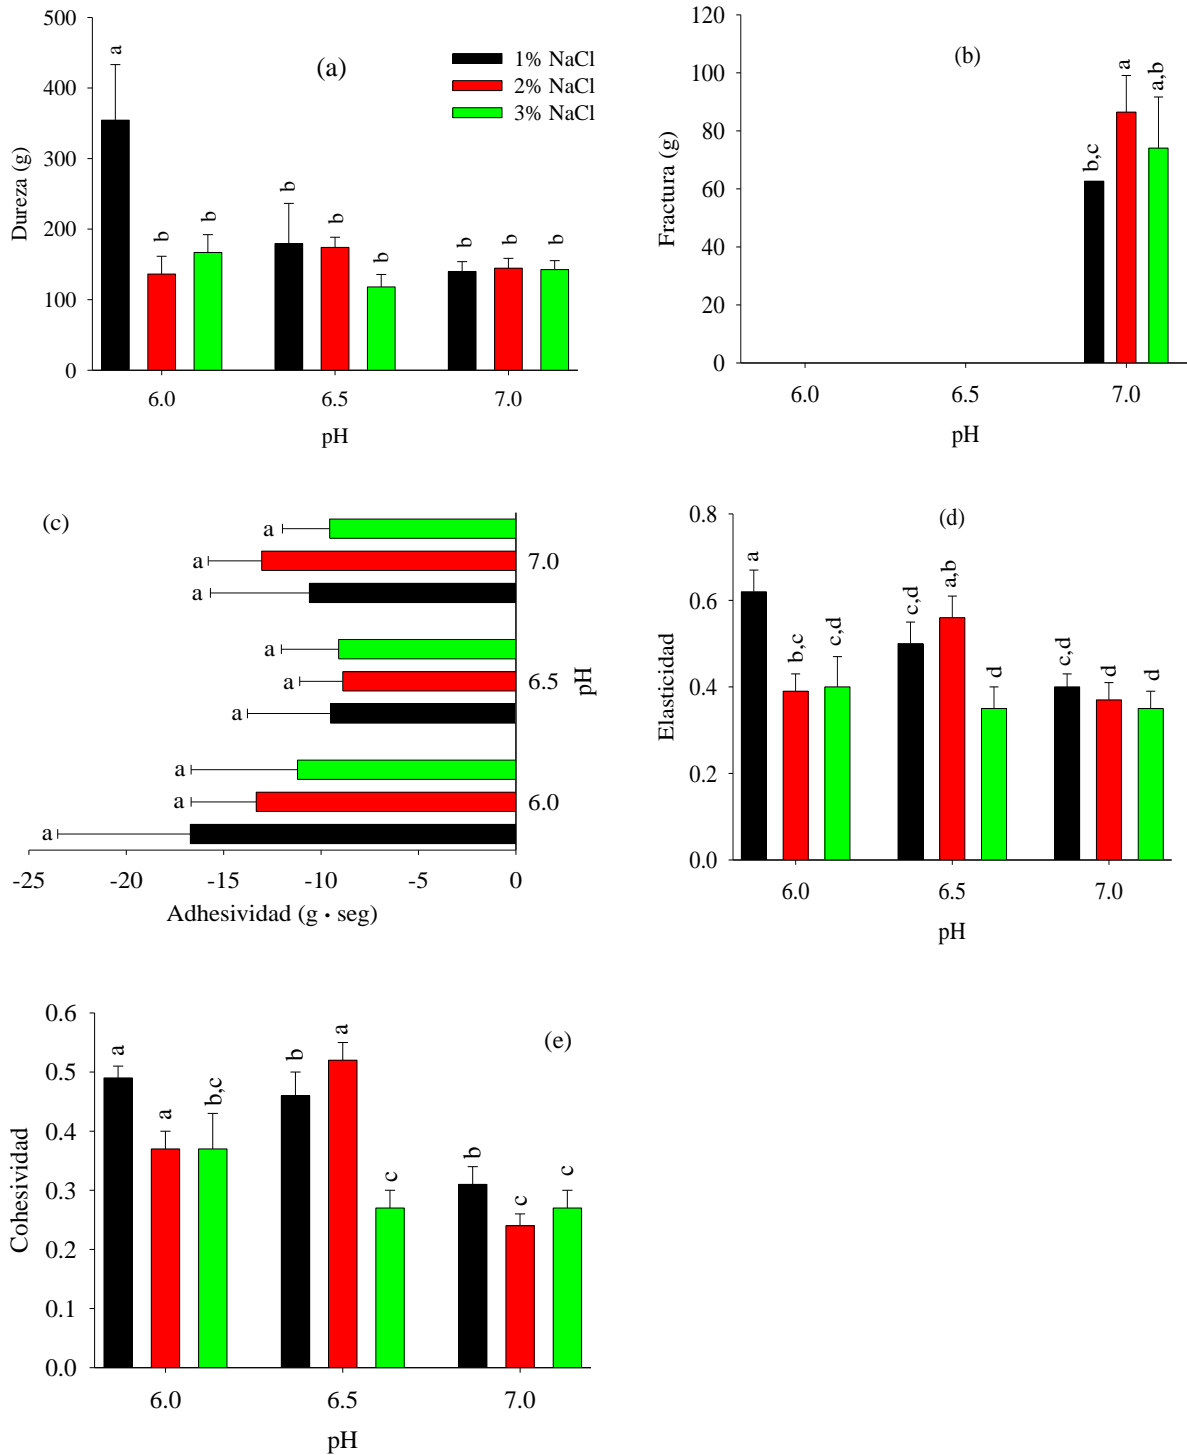 (a)
1% NaCl
2% NaCl
3% NaCl
Dureza (g)
500
400
300
200
100
0
a
b
b
b
b
b
b
b
b
6.0
6.5
7.0
pH
(b)
Fractura (g)
120
100
80
60
40
20
0
b,c
a
a,b
6.0
6.5
7.0
pH
(c)
a
a
a
7.0
a
a
a
6.5
a
a
a
6.0
pH
-25
-20
-15
-10
-5
0
Adhesividad (g · seg)
(d)
Elasticidad
0.8
0.6
0.4
0.2
0.0
a
b,c
c,d
c,d
a,b
d
c,d
d
d
6.0
6.5
7.0
pH
(e)
Cohesividad
0.6
0.5
0.4
0.3
0.2
0.1
0.0
a
a
b,c
b
a
c
b
c
c
6.0
6.5
7.0
pH